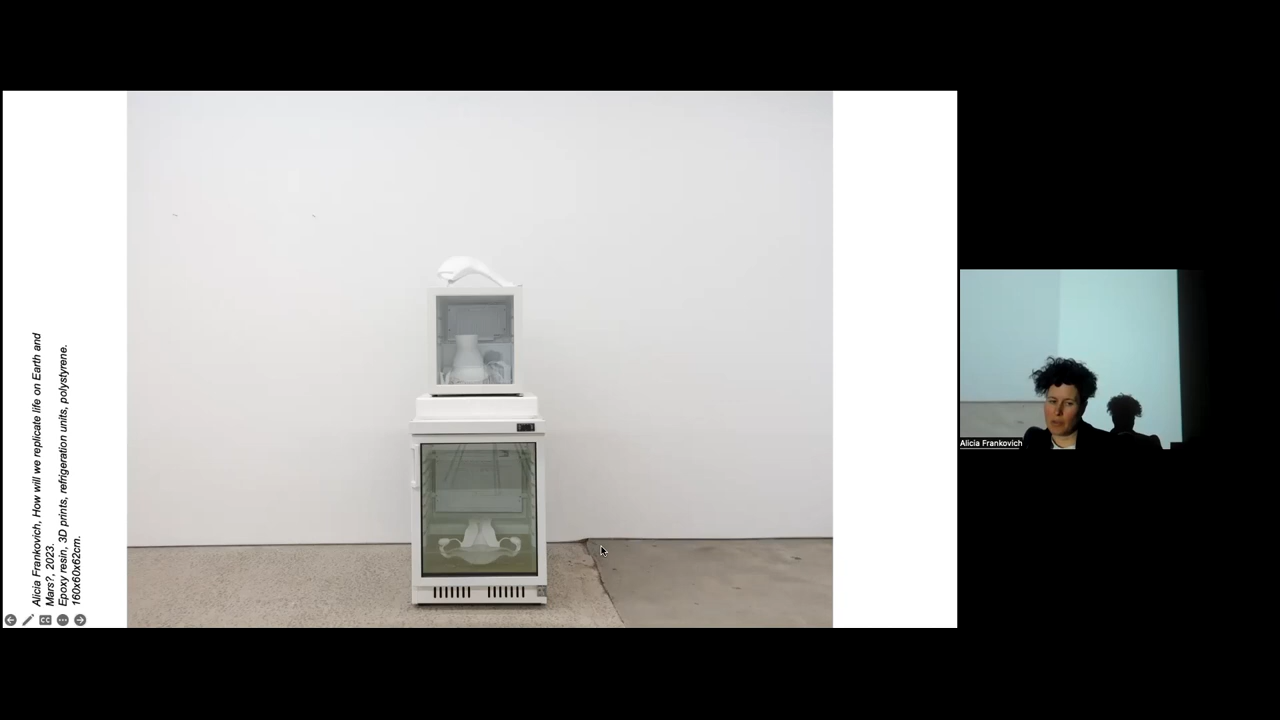 Alicia Frankovich, How will we replicate life on Earth and
Mars?, 2023.
Epoxy resin, 3D prints, refrigeration units, polystyrene.
160x60x62cm.
Alicia Frankovich